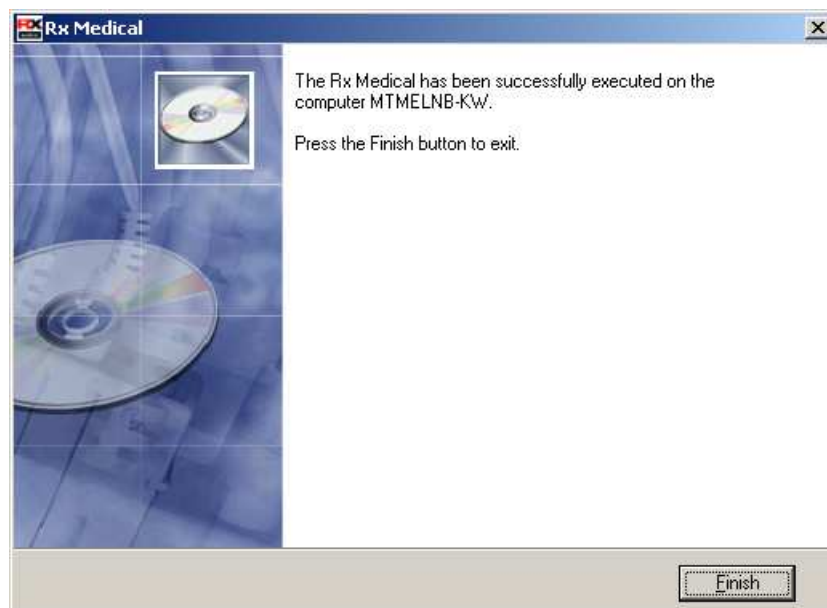 Rx Medical
The Rx Medical has been successfully executed on the
computer MTMELNB-KW.
Press the Finish button to exit.
Finish